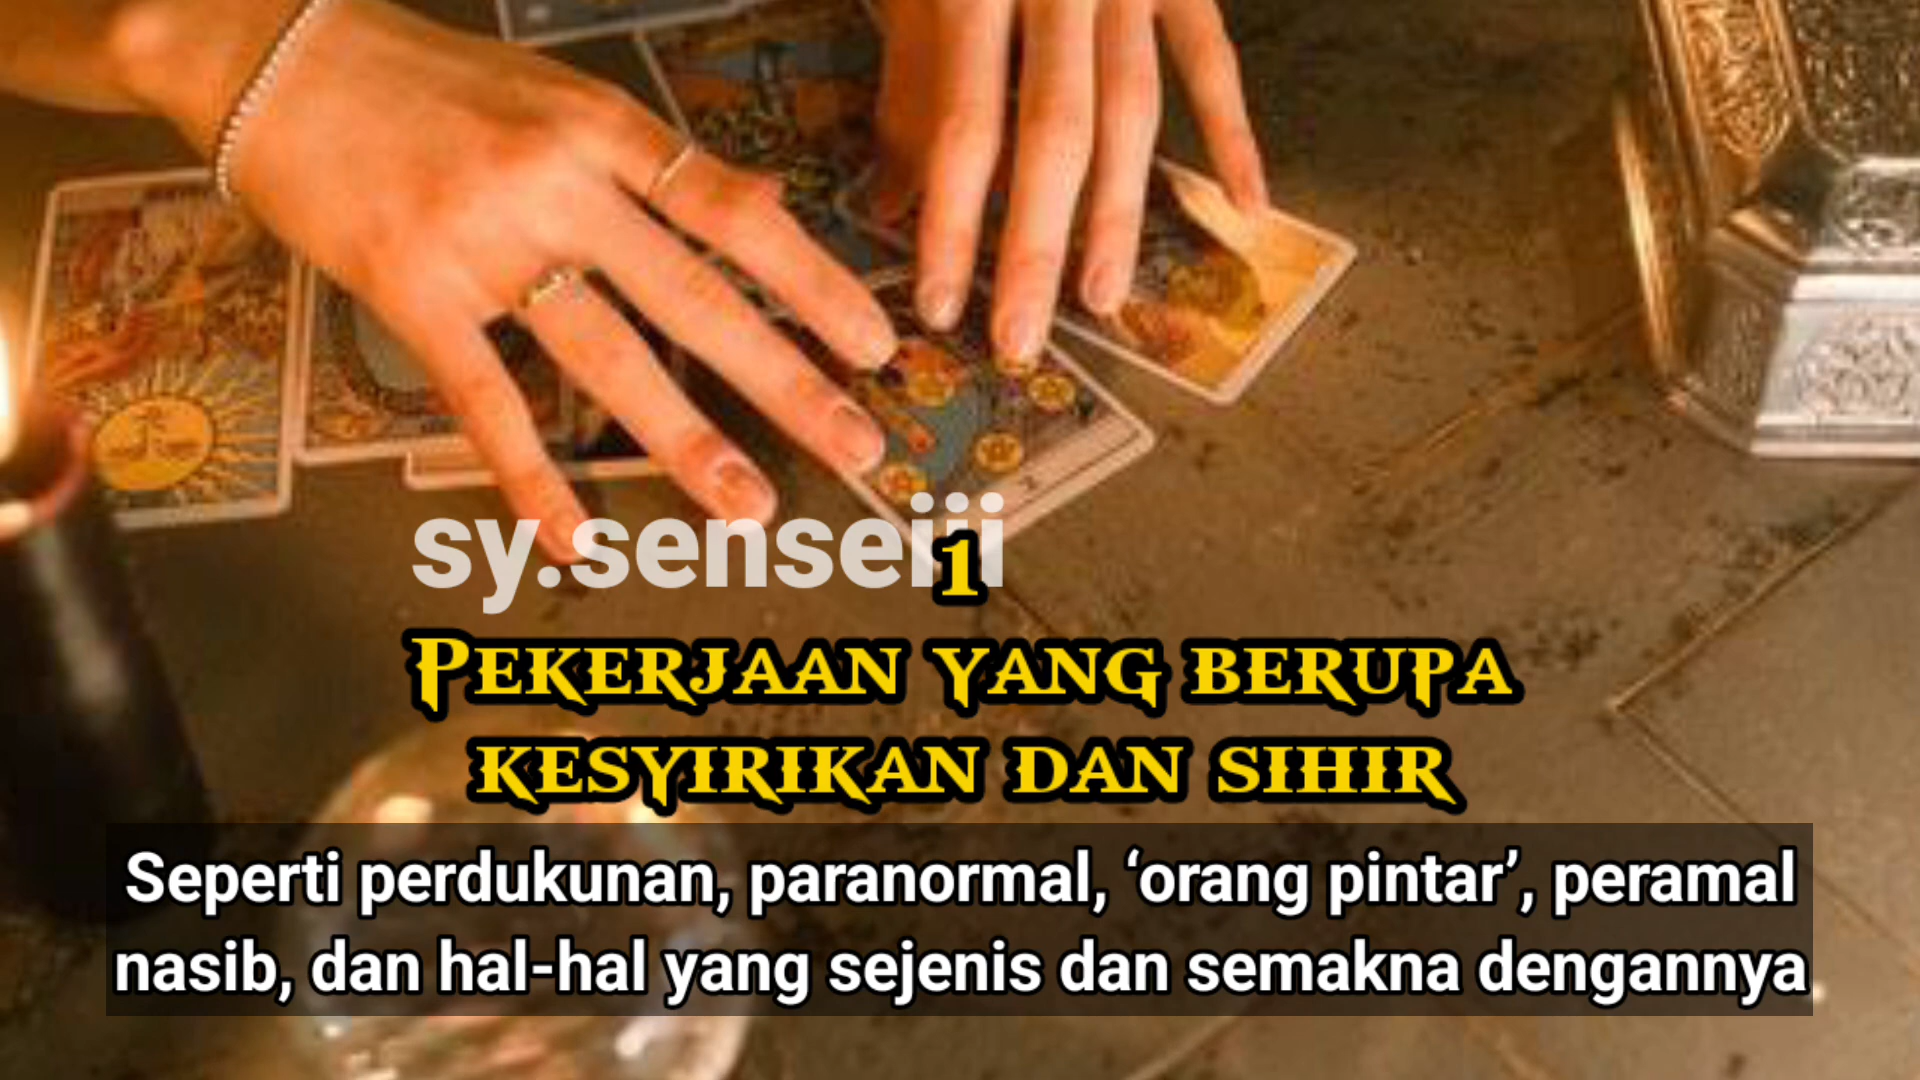 sy.senseiii
1
PEKERJAAN YANG BERUPA
KESYIRIKAN DAN SIHIR
Seperti perdukunan, paranormal, ‘orang pintar’, peramal
nasib, dan hal-hal yang sejenis dan semakna dengannya